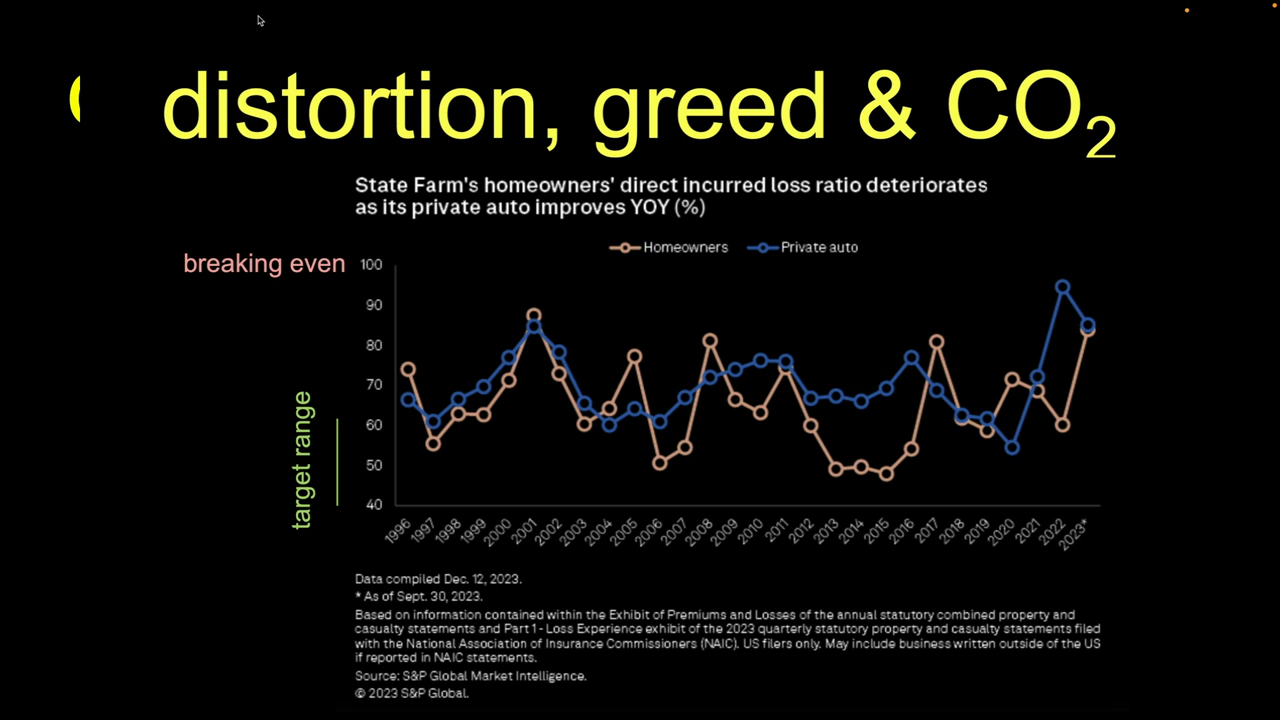 distortion, greed & CO₂
State Farm's homeowners' direct incurred loss ratio deteriorates
as its private auto improves YOY (%)
Homeowners
Private auto
breaking even
100
90
80
70
60
50
40
target range
1996
1997
1998
1999
2000
2001
2002
2003
2004
2005
2006
2007
2008
2009
2010
2011
2012
2013
2014
2015
2016
2017
2018
2019
2020
2021
2022
2023*
Data compiled Dec. 12, 2023.
* As of Sept. 30, 2023.
Based on information contained within the Exhibit of Premiums and Losses of the annual statutory combined property and
casualty statements and Part 1 - Loss Experience exhibit of the 2023 quarterly statutory property and casualty statements filed
with the National Association of Insurance Commissioners (NAIC). US filers only. May include business written outside of the US
if reported in NAIC statements.
Source: S&P Global Market Intelligence.
© 2023 S&P Global.